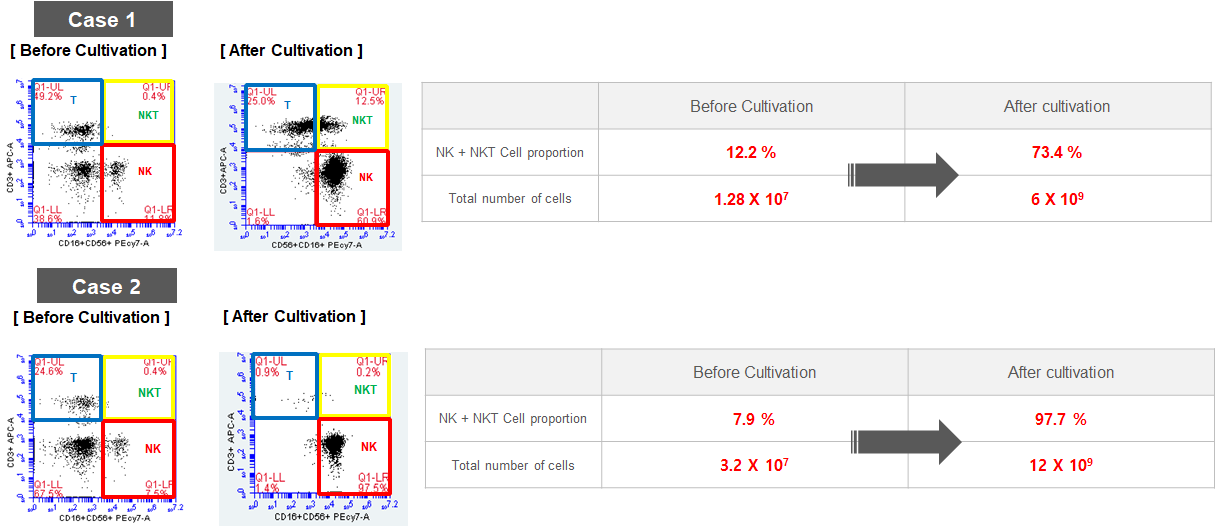 Case 1
[ Before Cultivation ]
[ After Cultivation ]
Q1-UL
49.2%
T
Q1-UR
0.4%
NKT
NK
Q1-LL
38.6%
Q1-LR
11.8%
CD3+ APC-A
CD16+CD56+ PEcy7-A
Q1-UL
25.0%
T
Q1-UR
12.5%
NKT
NK
Q1-LL
1.6%
Q1-LR
60.9%
CD3+APC-A
CD56+CD16+ PEcy7-A
Before Cultivation After cultivation
NK + NKT Cell proportion 12.2 % 73.4 %
Total number of cells 1.28 X 10⁷ 6 X 10⁹
Case 2
[ Before Cultivation ]
[ After Cultivation ]
Q1-UL
24.6%
T
Q1-UR
0.4%
NKT
NK
Q1-LL
67.5%
Q1-LR
7.5%
CD3+ APC-A
CD16+CD56+ PEcy7-A
Q1-UL
0.9%
T
Q1-UR
0.2%
NKT
NK
Q1-LL
1.4%
Q1-LR
97.5%
CD3+ APC-A
CD16+CD56+ PEcy7-A
Before Cultivation After cultivation
NK + NKT Cell proportion 7.9 % 97.7 %
Total number of cells 3.2 X 10⁷ 12 X 10⁹